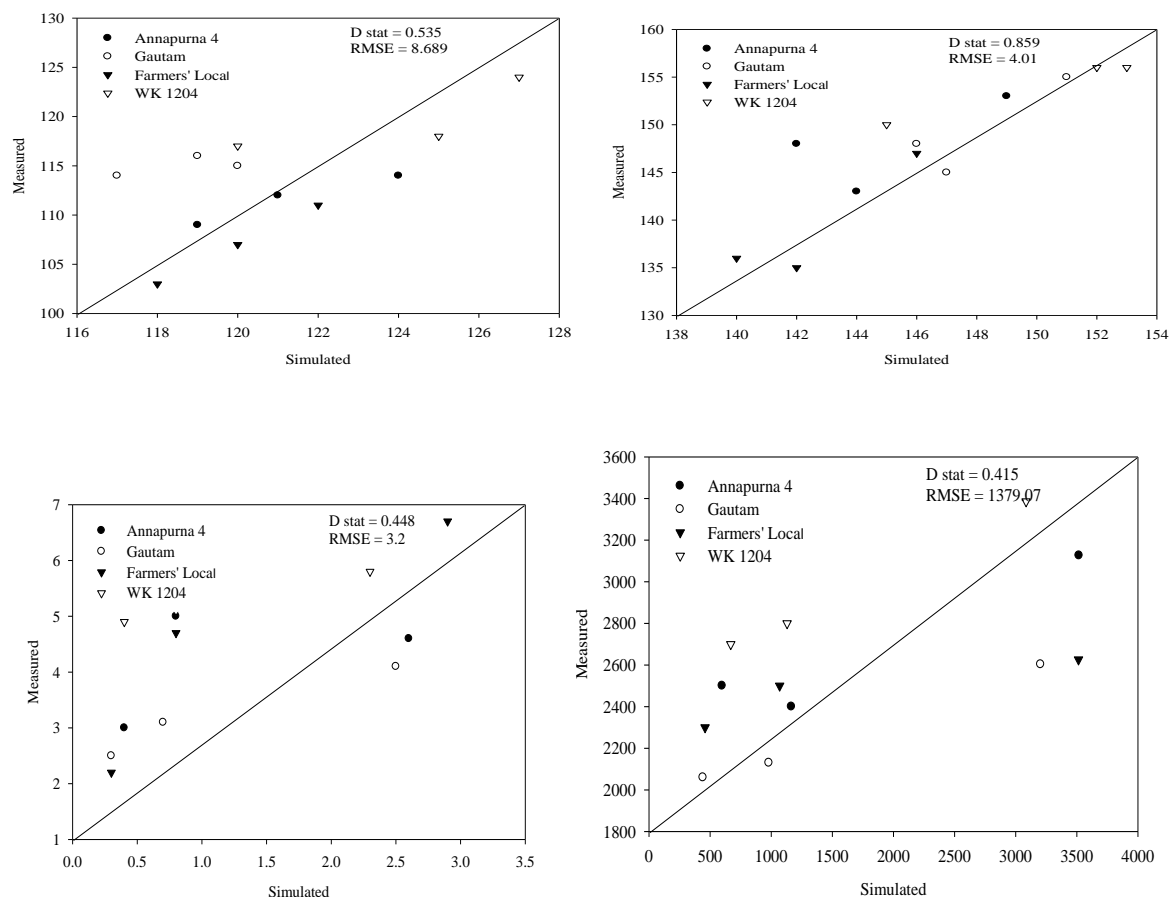 130
125
120
115
110
105
100
Measured
Annapurna 4
Gautam
Farmers' Local
WK 1204
D stat = 0.535
RMSE = 8.689
116 118 120 122 124 126 128
Simulated
160
155
150
145
140
135
130
Measured
Annapurna 4
Gautam
Farmers' Local
WK 1204
D stat = 0.859
RMSE = 4.01
138 140 142 144 146 148 150 152 154
Simulated
7
6
5
4
3
2
1
Measured
Annapurna 4
Gautam
Farmers' Local
WK 1204
D stat = 0.448
RMSE = 3.2
0.0 0.5 1.0 1.5 2.0 2.5 3.0 3.5
Simulated
3600
3400
3200
3000
2800
2600
2400
2200
2000
1800
Measured
Annapurna 4
Gautam
Farmers' Local
WK 1204
D stat = 0.415
RMSE = 1379.07
0 500 1000 1500 2000 2500 3000 3500 4000
Simulated